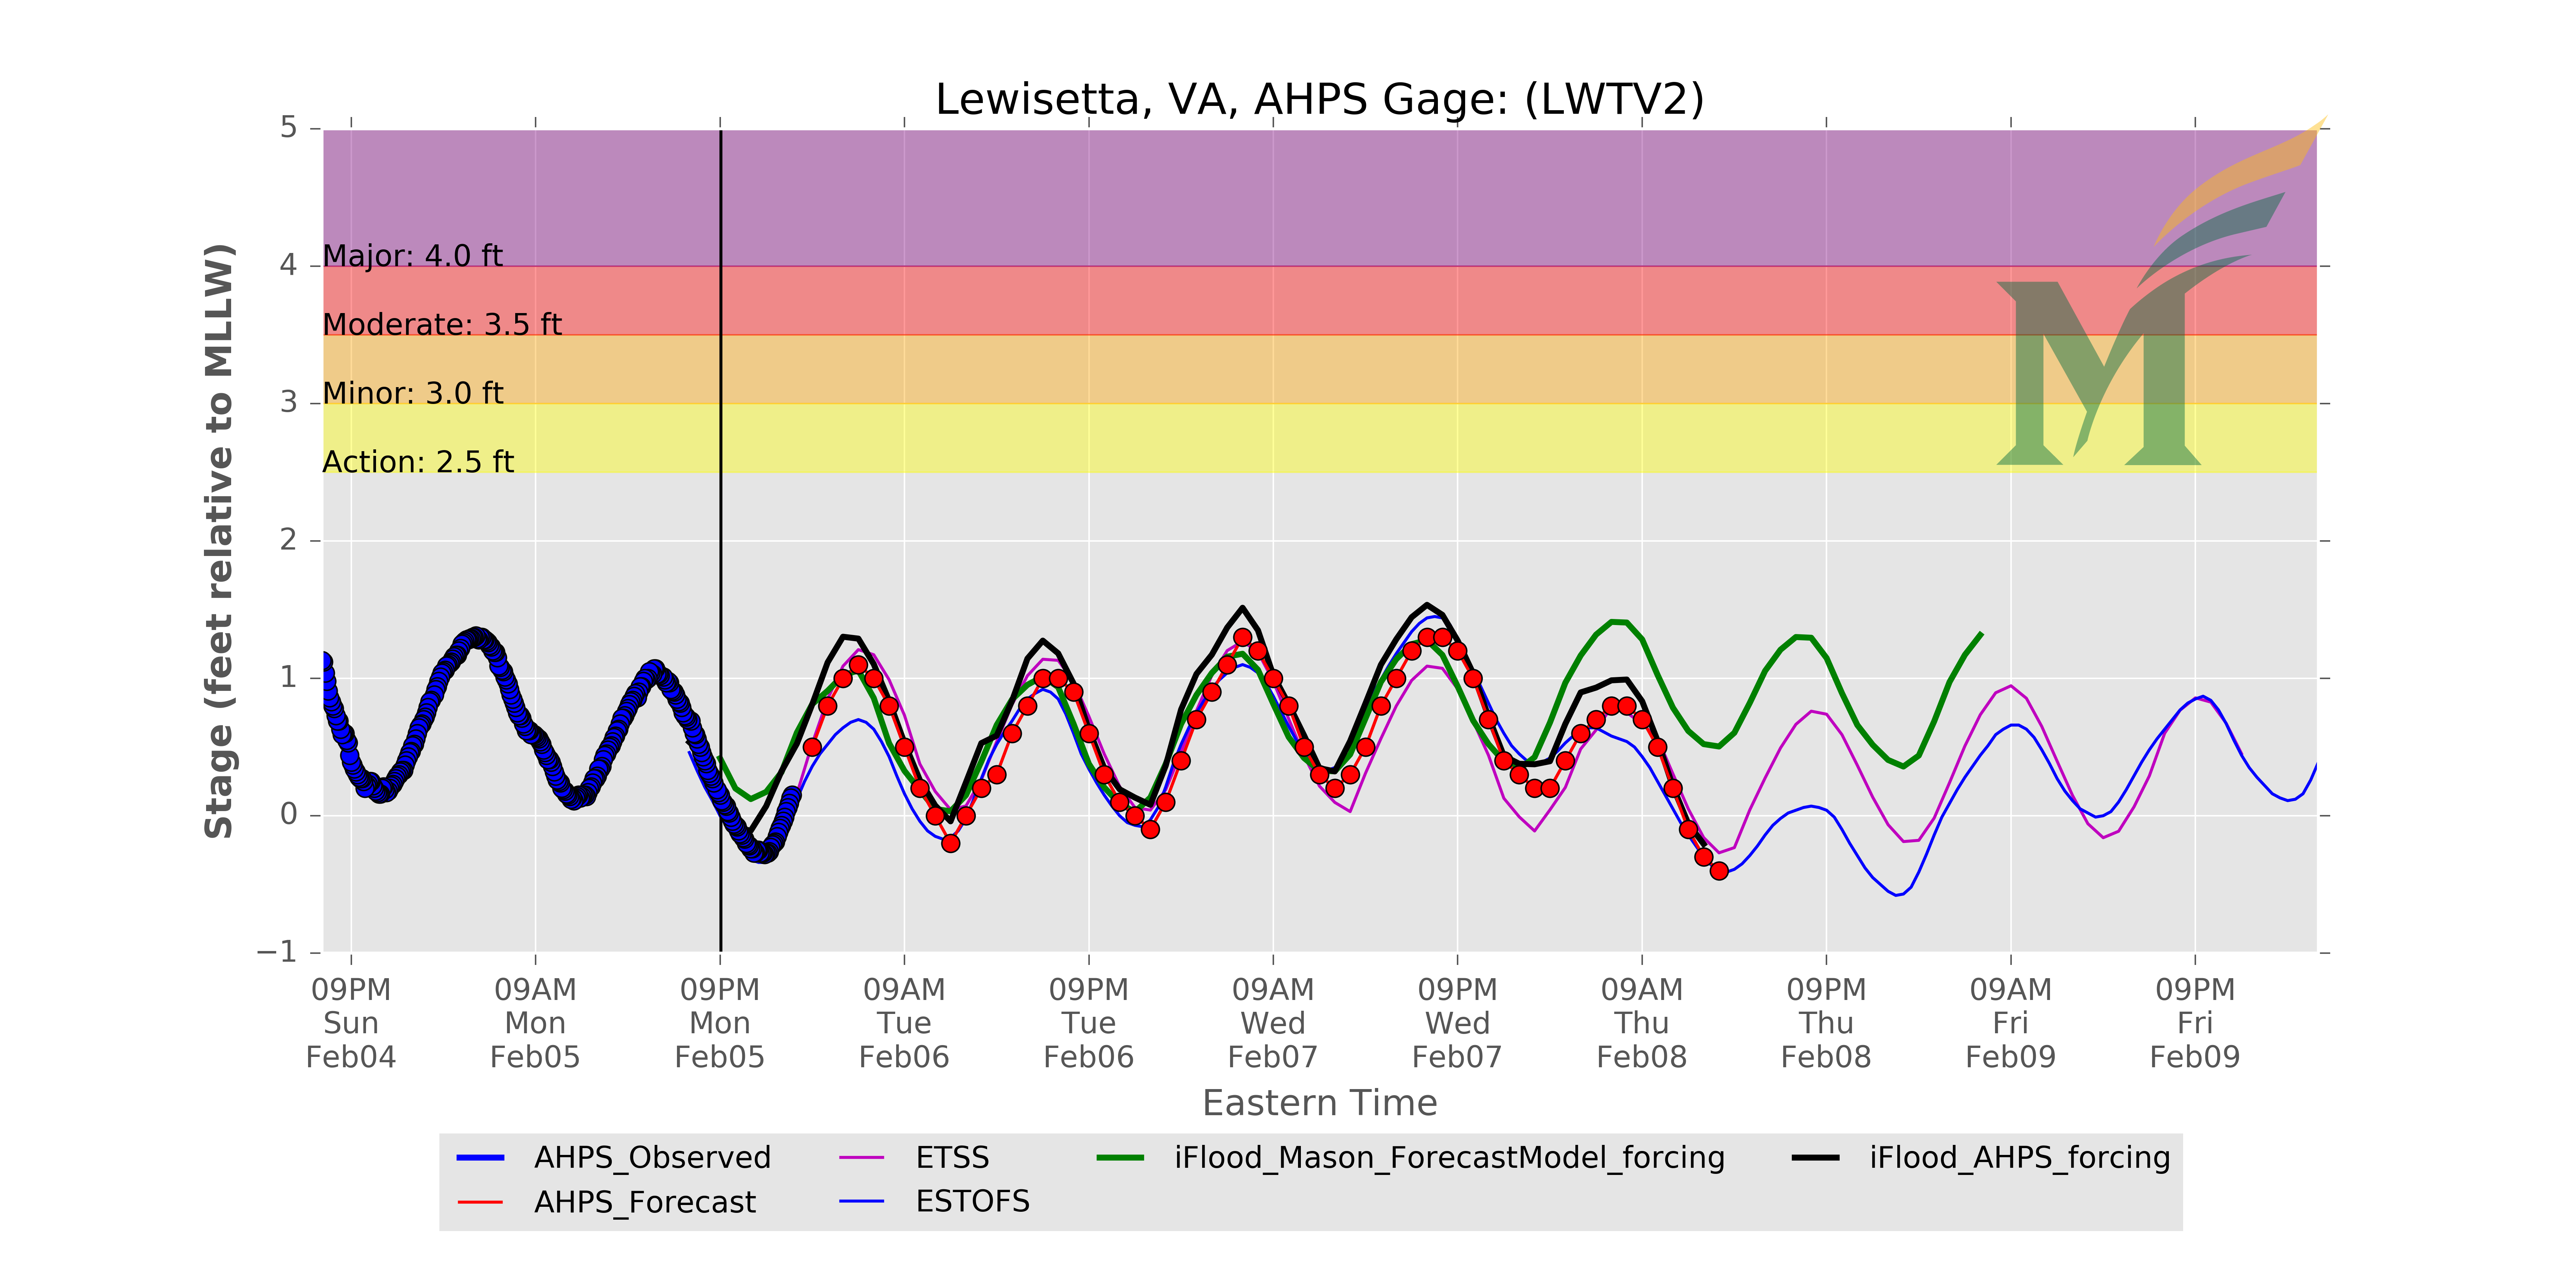 Lewisetta, VA, AHPS Gage: (LWTV2)
Stage (feet relative to MLLW)
5
4
3
2
1
0
−1
Major: 4.0 ft
Moderate: 3.5 ft
Minor: 3.0 ft
Action: 2.5 ft
M
09PM 09AM 09PM 09AM 09PM 09AM 09PM 09AM 09PM 09AM 09PM
Sun Mon Mon Tue Tue Wed Wed Thu Thu Fri Fri
Feb04 Feb05 Feb05 Feb06 Feb06 Feb07 Feb07 Feb08 Feb08 Feb09 Feb09
Eastern Time
AHPS_Observed ETSS iFlood_Mason_ForecastModel_forcing iFlood_AHPS_forcing
AHPS_Forecast ESTOFS